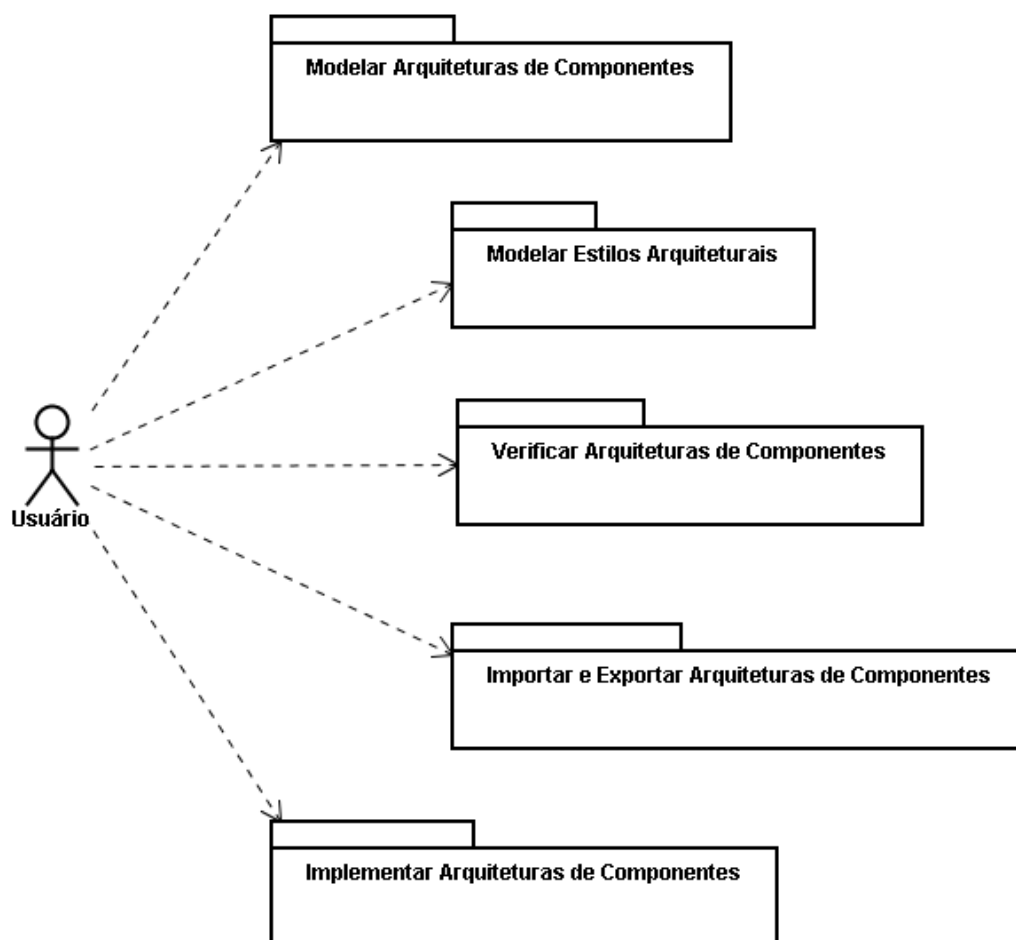 Modelar Arquiteturas de Componentes
Modelar Estilos Arquiteturais
Verificar Arquiteturas de Componentes
Usuário
Importar e Exportar Arquiteturas de Componentes
Implementar Arquiteturas de Componentes